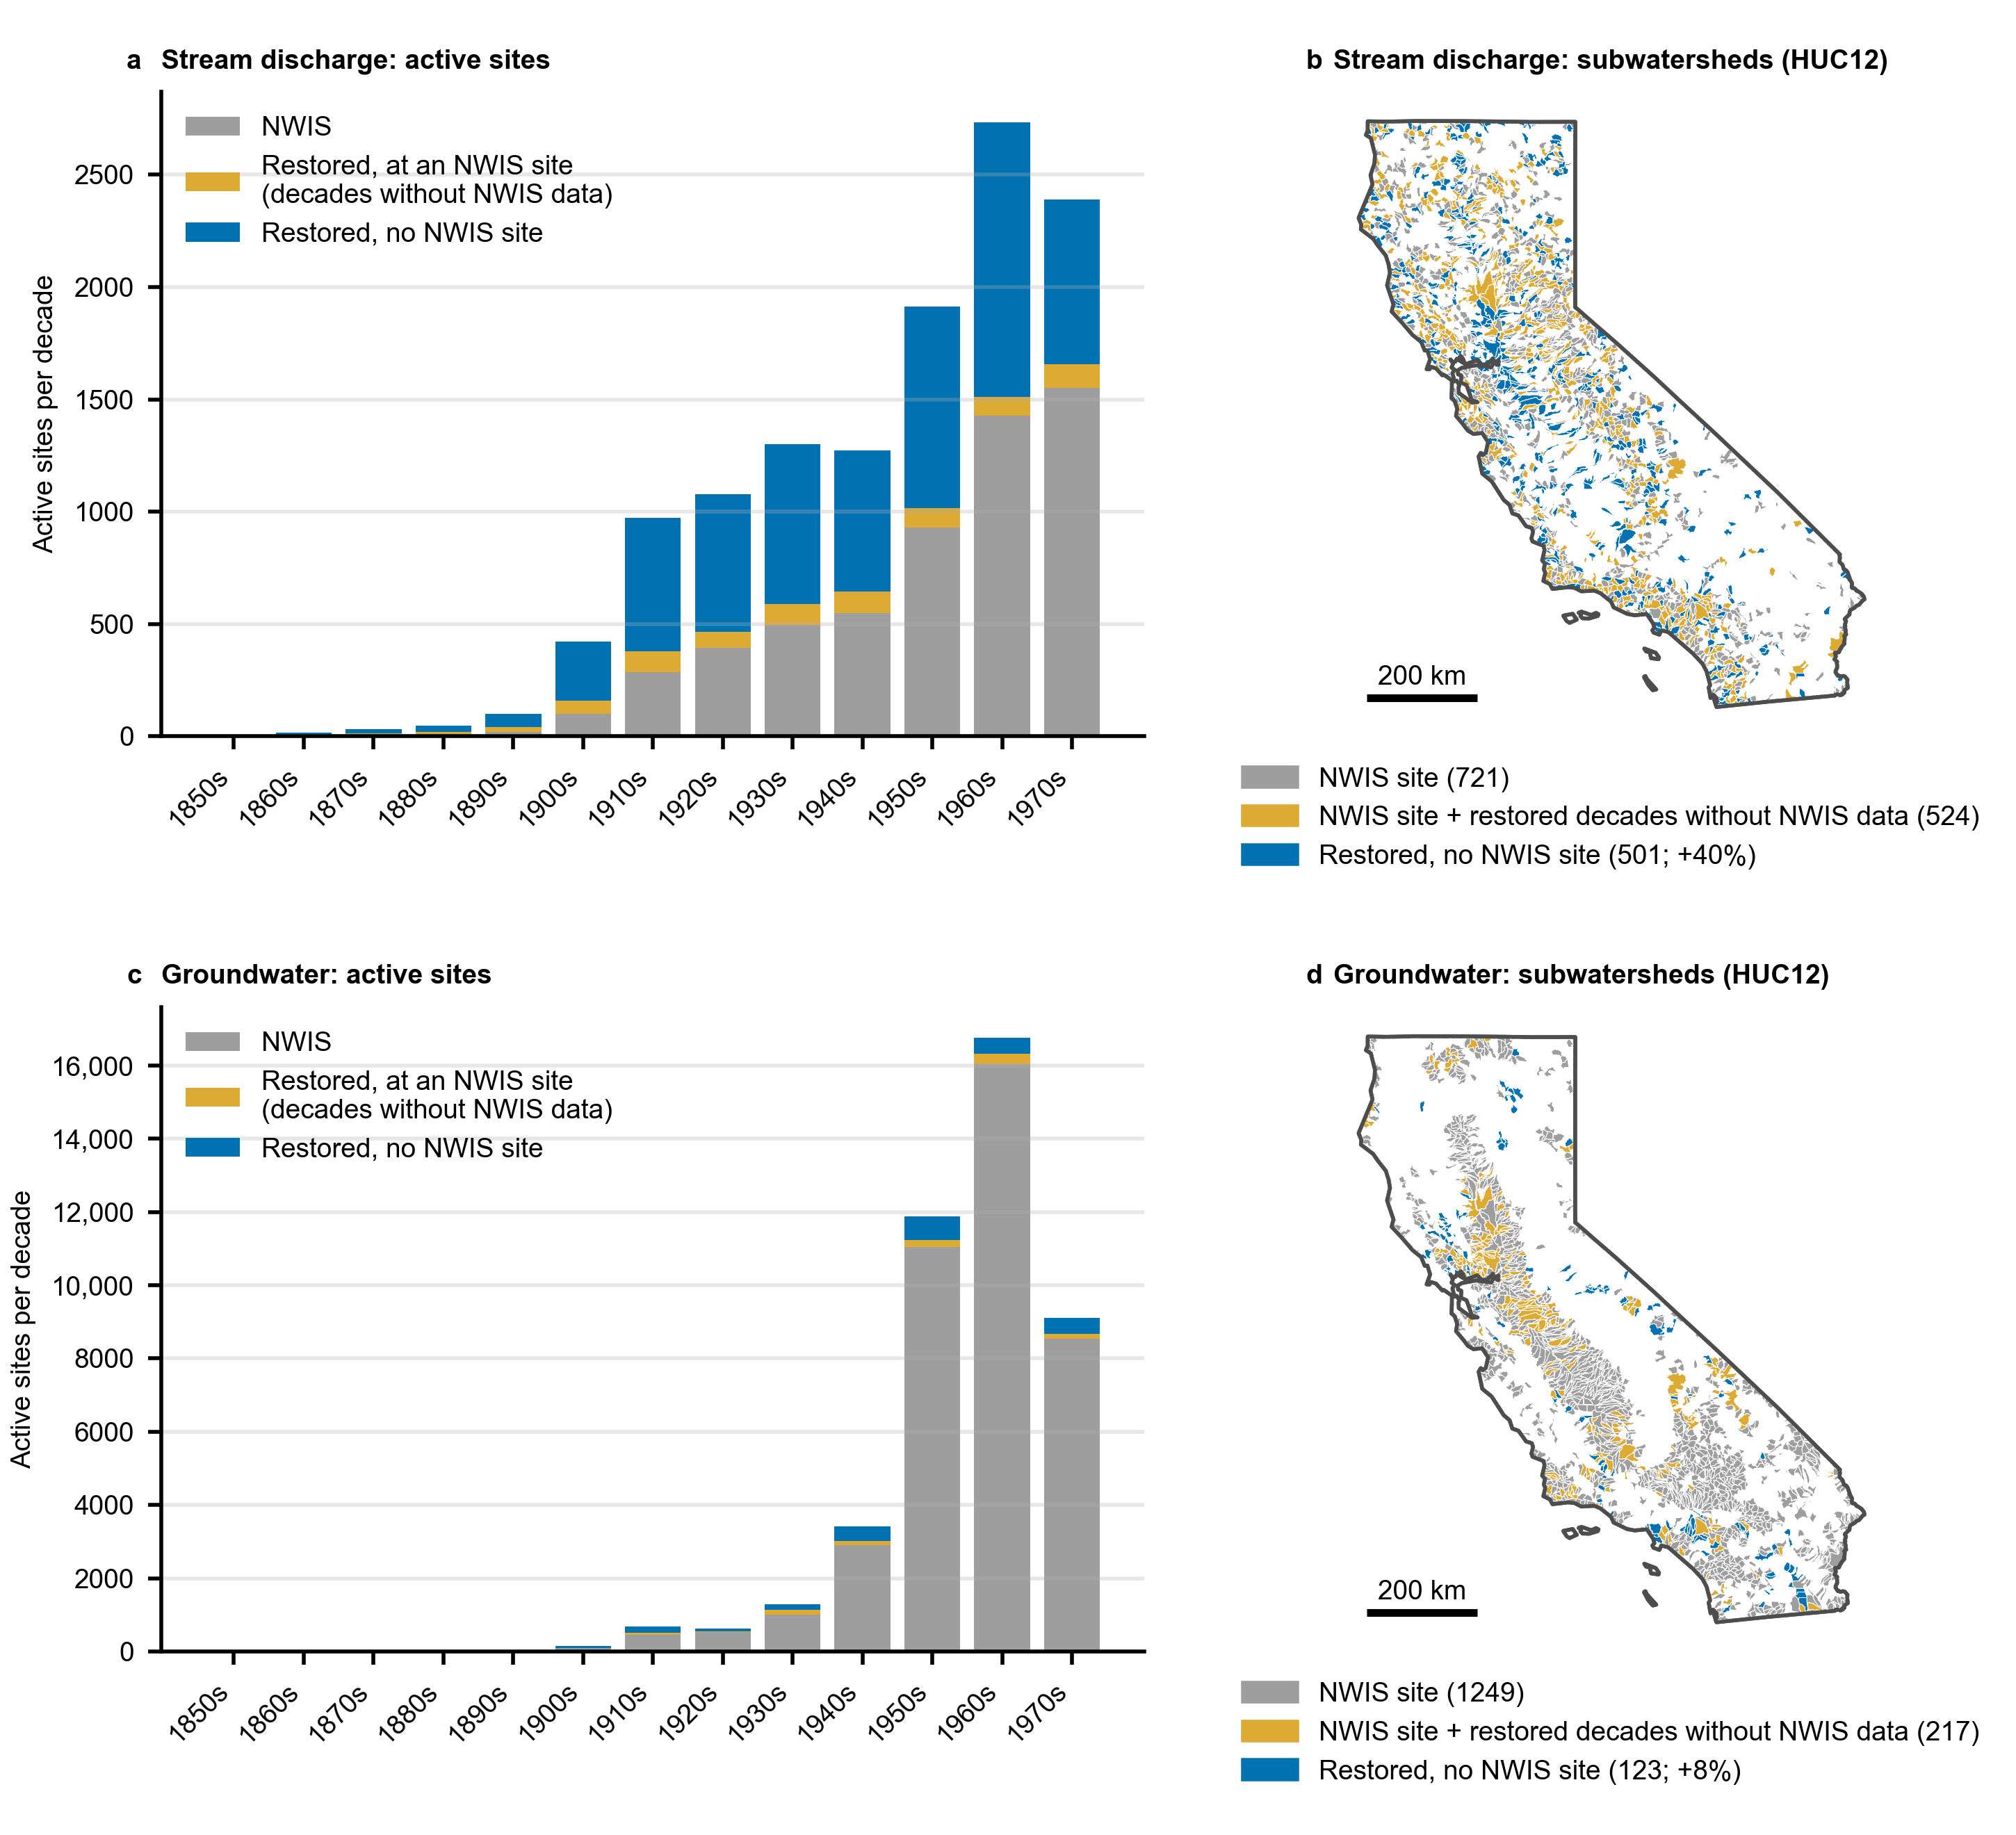 a Stream discharge: active sites
NWIS
Restored, at an NWIS site
(decades without NWIS data)
Restored, no NWIS site
Active sites per decade
2500
2000
1500
1000
500
0
1850s
1860s
1870s
1880s
1890s
1900s
1910s
1920s
1930s
1940s
1950s
1960s
1970s
b Stream discharge: subwatersheds (HUC12)
200 km
NWIS site (721)
NWIS site + restored decades without NWIS data (524)
Restored, no NWIS site (501; +40%)
c Groundwater: active sites
NWIS
Restored, at an NWIS site
(decades without NWIS data)
Restored, no NWIS site
Active sites per decade
16,000
14,000
12,000
10,000
8000
6000
4000
2000
0
1850s
1860s
1870s
1880s
1890s
1900s
1910s
1920s
1930s
1940s
1950s
1960s
1970s
d Groundwater: subwatersheds (HUC12)
200 km
NWIS site (1249)
NWIS site + restored decades without NWIS data (217)
Restored, no NWIS site (123; +8%)